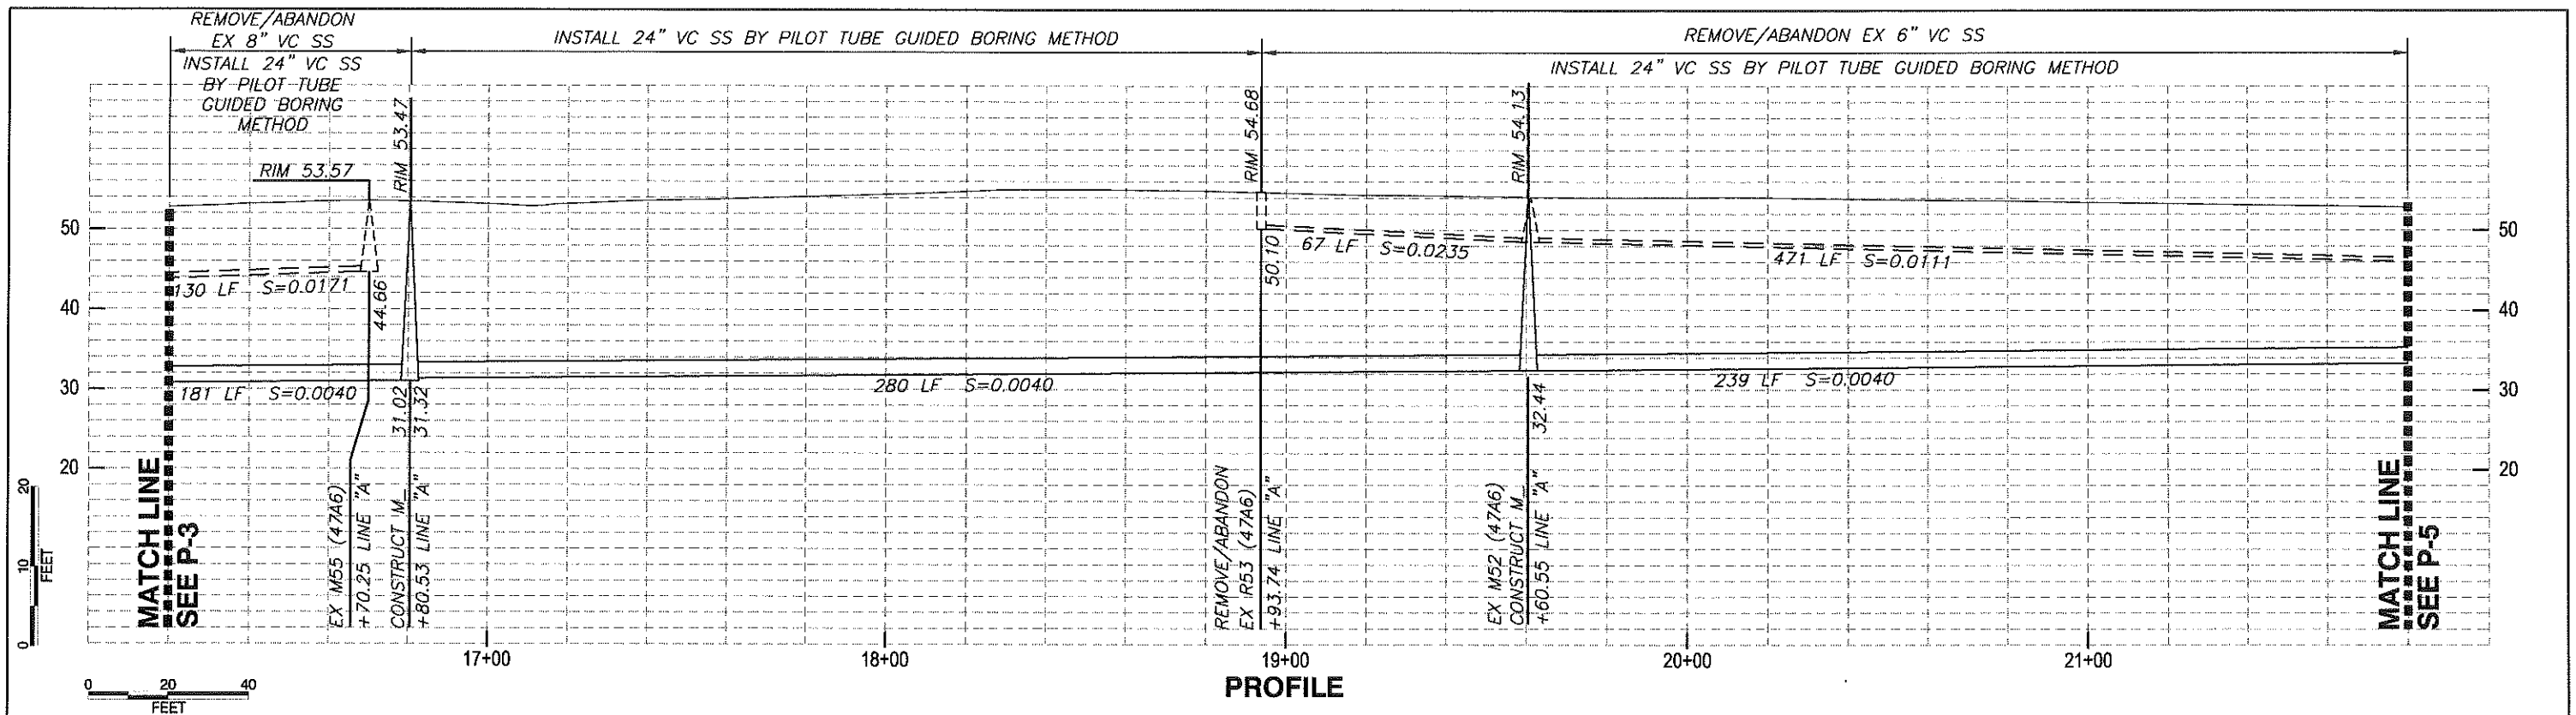 REMOVE/ABANDON
EX 8" VC SS
INSTALL 24" VC SS
BY PILOT TUBE
GUIDED BORING
METHOD
INSTALL 24" VC SS BY PILOT TUBE GUIDED BORING METHOD
REMOVE/ABANDON EX 6" VC SS
INSTALL 24" VC SS BY PILOT TUBE GUIDED BORING METHOD
RIM 53.57
RIM 53.47
RIM 54.68
RIM 54.13
50
40
30
20
50
40
30
20
130 LF S=0.0171
44.66
50.10
67 LF S=0.0235
471 LF S=0.0111
181 LF S=0.0040
31.02
31.32
280 LF S=0.0040
32.44
239 LF S=0.0040
MATCH LINE
SEE P-3
EX M55 (47A6)
+70.25 LINE "A"
CONSTRUCT M_
+80.53 LINE "A"
REMOVE/ABANDON
EX R53 (47A6)
+93.74 LINE "A"
EX M52 (47A6)
CONSTRUCT M_
+60.55 LINE "A"
MATCH LINE
SEE P-5
0 10 20
FEET
17+00
18+00
19+00
20+00
21+00
0 20 40
FEET
PROFILE